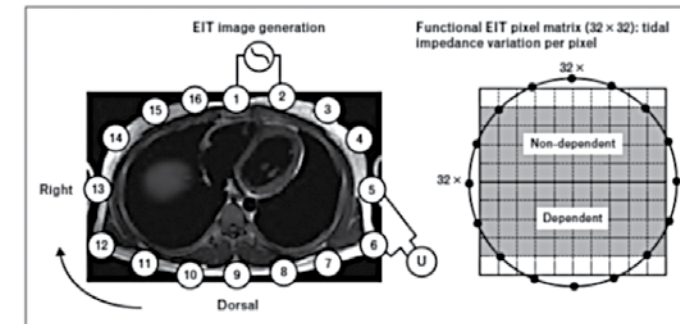 EIT image generation
Functional EIT pixel matrix (32 × 32): tidal
impedance variation per pixel
32 ×
1
2
3
4
5
6
7
8
9
10
11
12
13
14
15
16
Right
U
Dorsal
32 ×
Non-dependent
Dependent